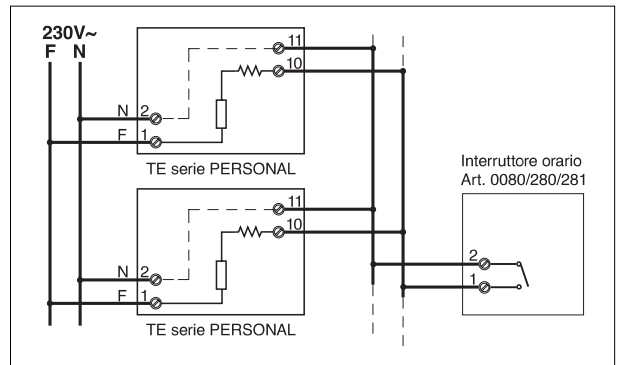 230V~
F N
11
10
N 2
F 1
TE serie PERSONAL
Interruttore orario
Art. 0080/280/281
11
10
2
1
N 2
F 1
TE serie PERSONAL